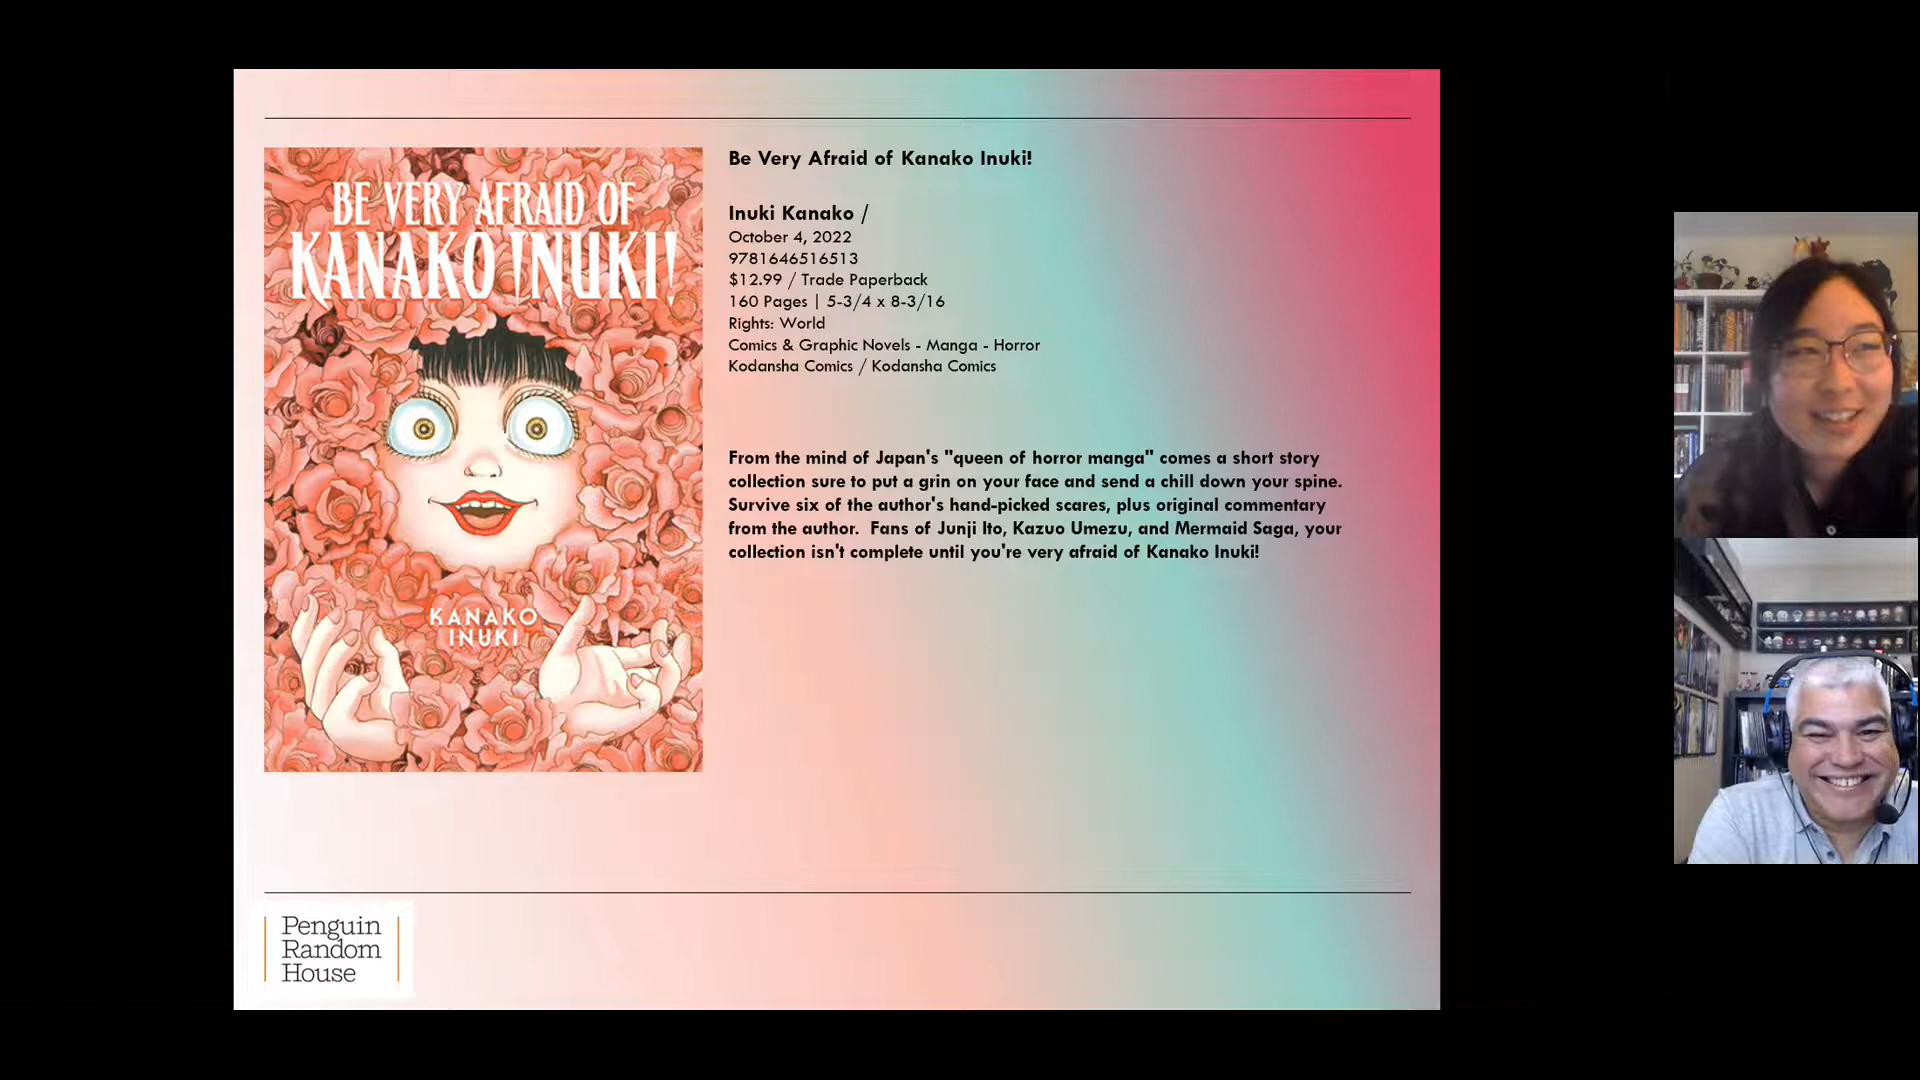 BE VERY AFRAID OF
KANAKO INUKI!
KANAKO
INUKI
Be Very Afraid of Kanako Inuki!
Inuki Kanako /
October 4, 2022
9781646516513
$12.99 / Trade Paperback
160 Pages | 5-3/4 x 8-3/16
Rights: World
Comics & Graphic Novels - Manga - Horror
Kodansha Comics / Kodansha Comics
From the mind of Japan's "queen of horror manga" comes a short story
collection sure to put a grin on your face and send a chill down your spine.
Survive six of the author's hand-picked scares, plus original commentary
from the author.  Fans of Junji Ito, Kazuo Umezu, and Mermaid Saga, your
collection isn't complete until you're very afraid of Kanako Inuki!
Penguin
Random
House